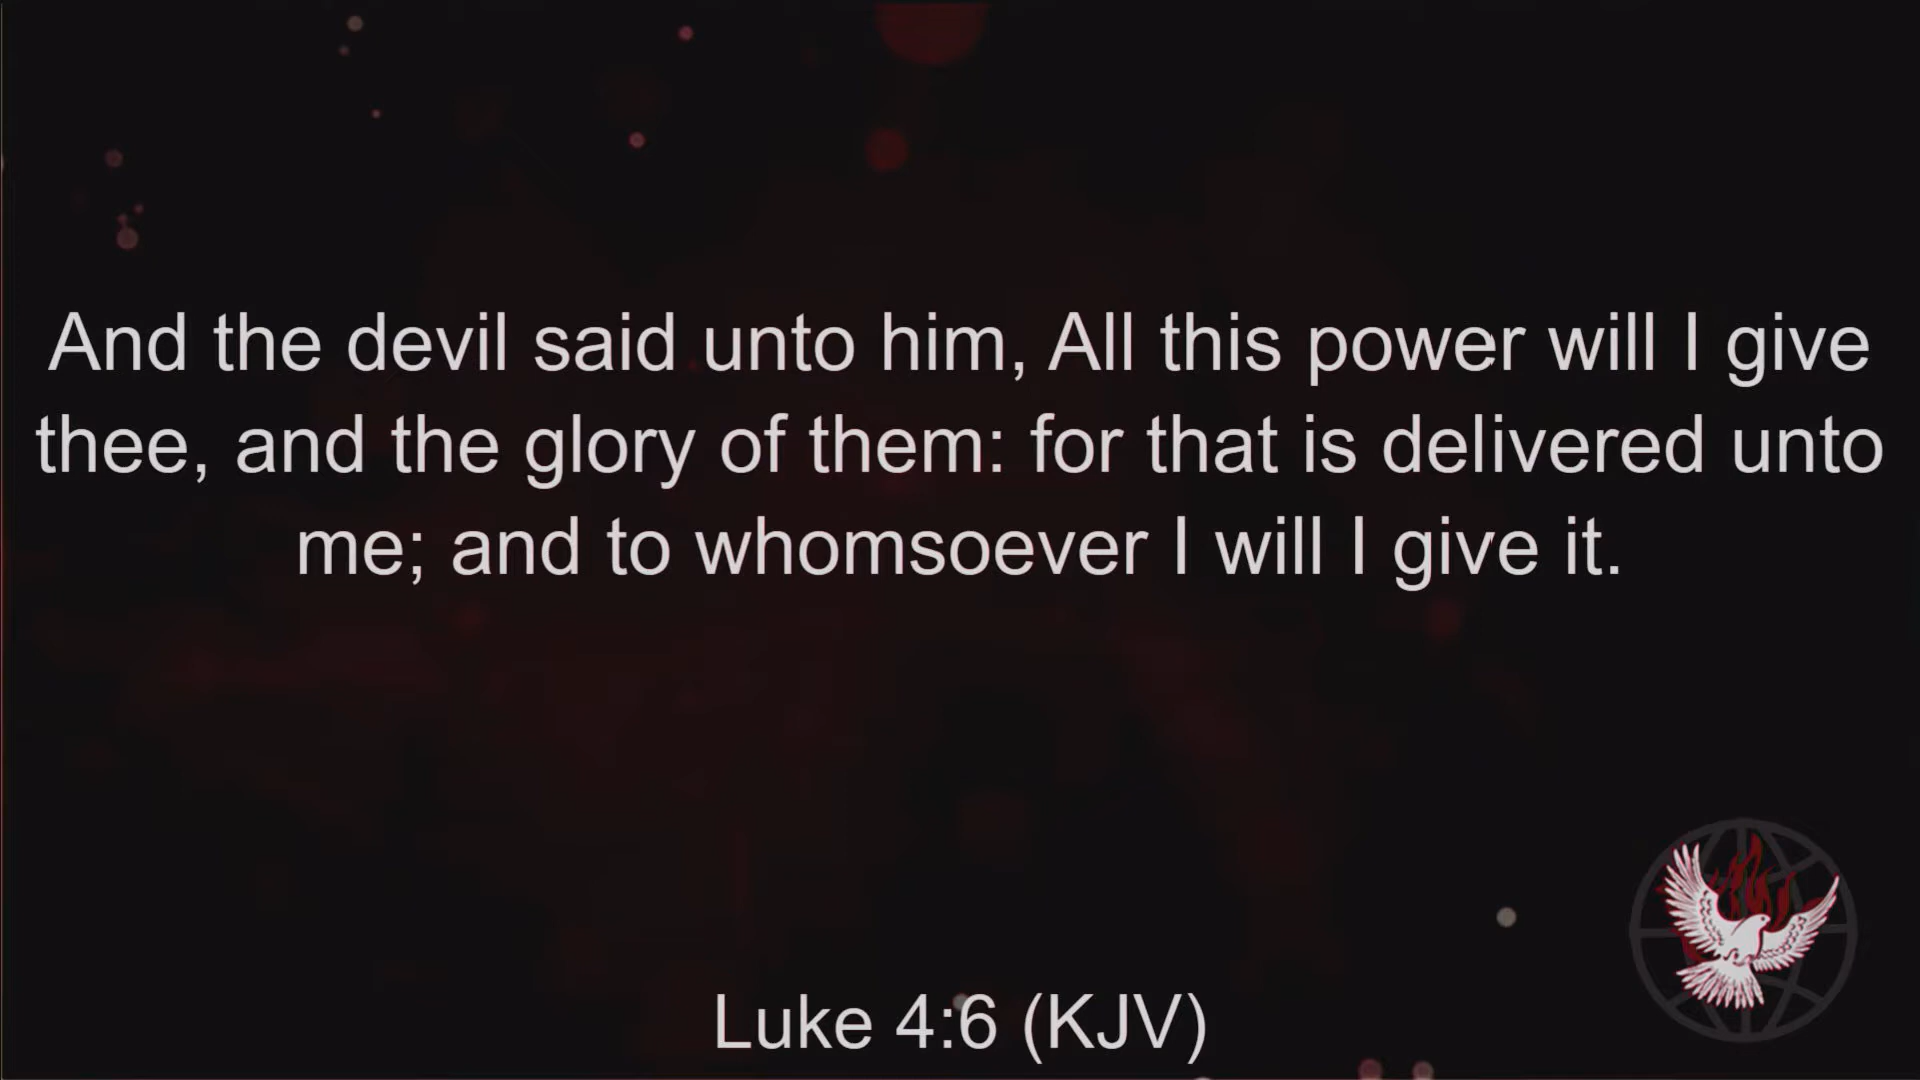 And the devil said unto him, All this power will I give
thee, and the glory of them: for that is delivered unto
me; and to whomsoever I will I give it.
Luke 4:6 (KJV)